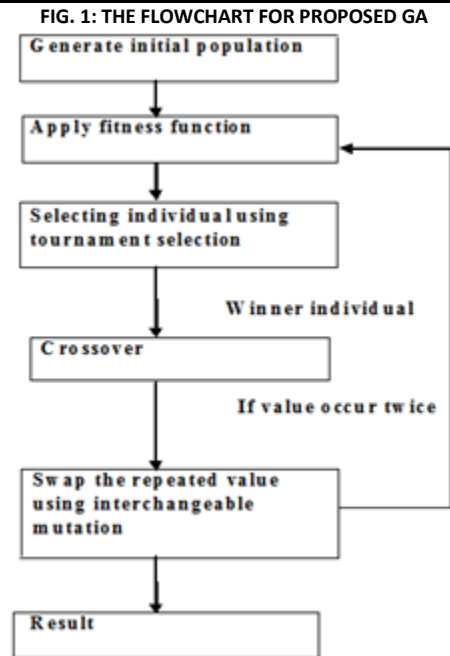 FIG. 1: THE FLOWCHART FOR PROPOSED GA
Generate initial population
Apply fitness function
Selecting individual using
tournament selection
Winner individual
Crossover
If value occur twice
Swap the repeated value
using interchangeable
mutation
Result